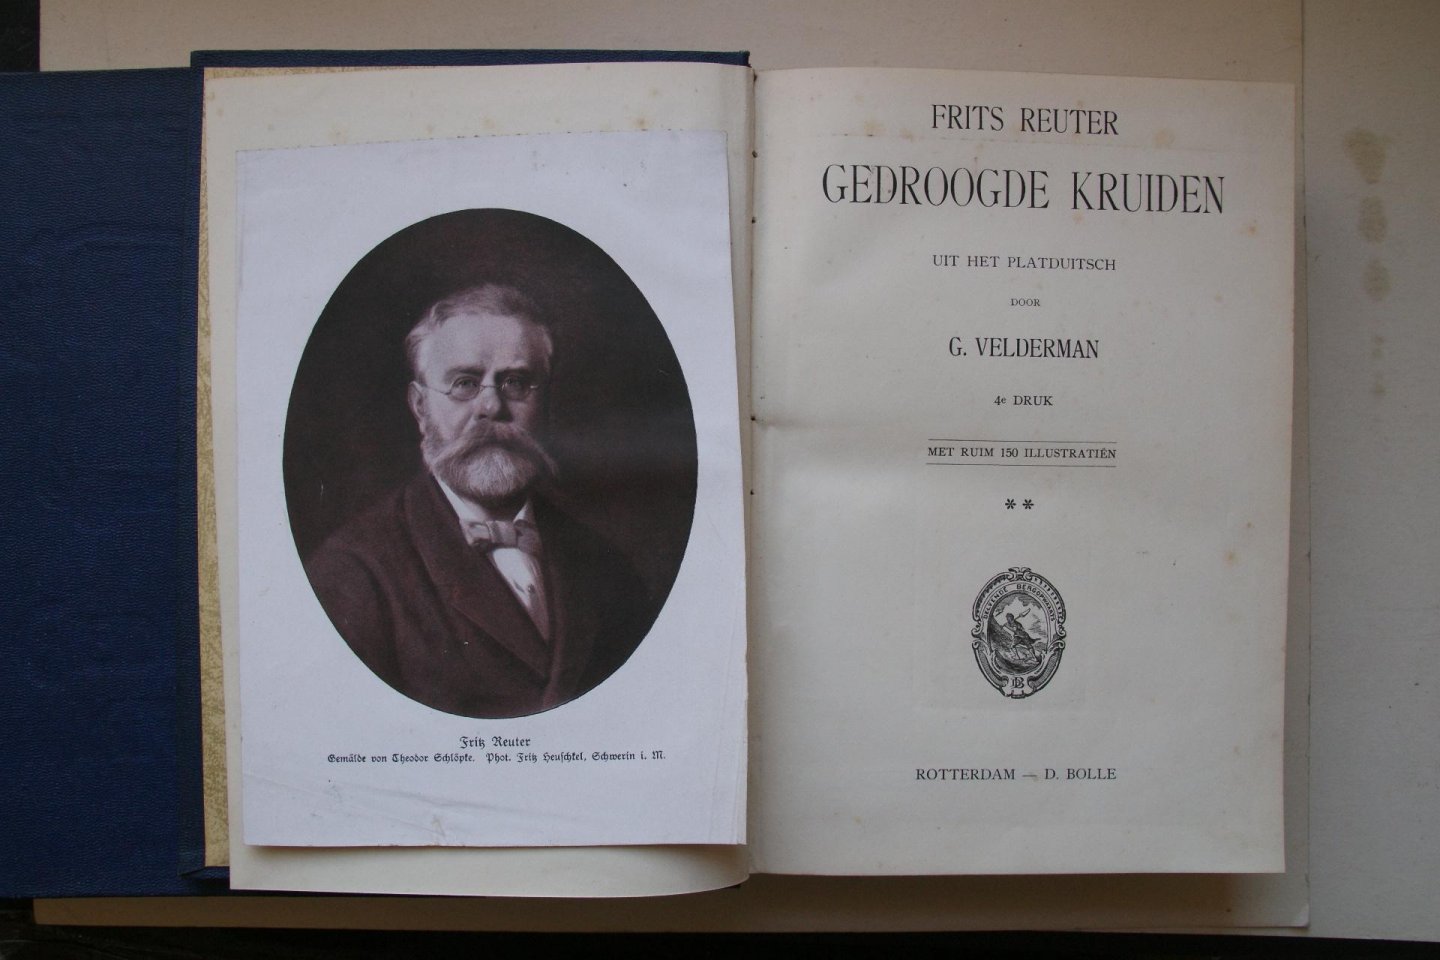 Fritz Reuter
Gemälde von Theodor Schlöpke. Phot. Fritz Heuschkel, Schwerin i. M.
FRITS REUTER
GEDROOGDE KRUIDEN
UIT HET PLATDUITSCH
DOOR
G. VELDERMAN
4e DRUK
MET RUIM 150 ILLUSTRATIËN
**
ROTTERDAM — D. BOLLE